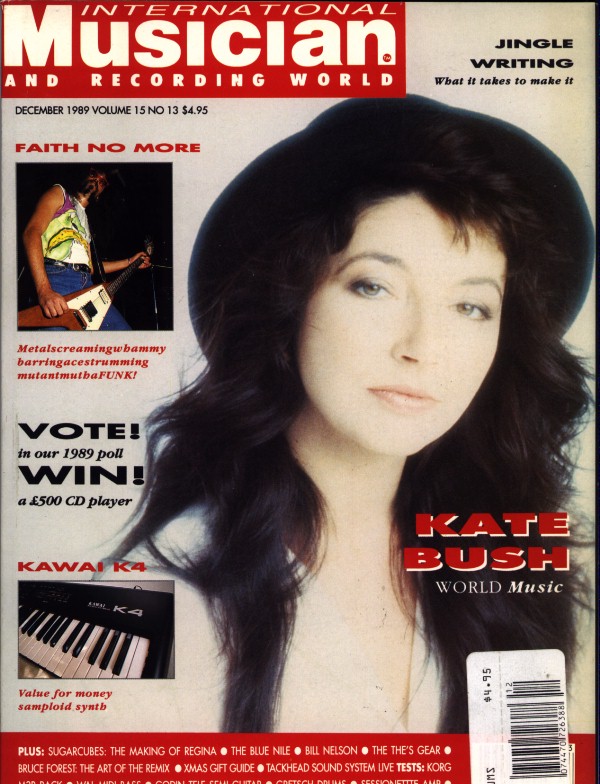 INTERNATIONAL
Musician
AND RECORDING WORLD
TM
DECEMBER 1989 VOLUME 15 NO 13 $4.95
JINGLE
WRITING
What it takes to make it
FAITH NO MORE
Metalscreamingwhammy
barringacestrumming
mutantmuthaFUNK!
VOTE!
in our 1989 poll
WIN!
a £500 CD player
KAWAI K4
KAWAI K4
Value for money
samploid synth
KATE
BUSH
WORLD Music
$4.95
12
PLUS: SUGARCUBES: THE MAKING OF REGINA ● THE BLUE NILE ● BILL NELSON ● THE THE'S GEAR ●
BRUCE FOREST: THE ART OF THE REMIX ● XMAS GIFT GUIDE ● TACKHEAD SOUND SYSTEM LIVE TESTS: KORG